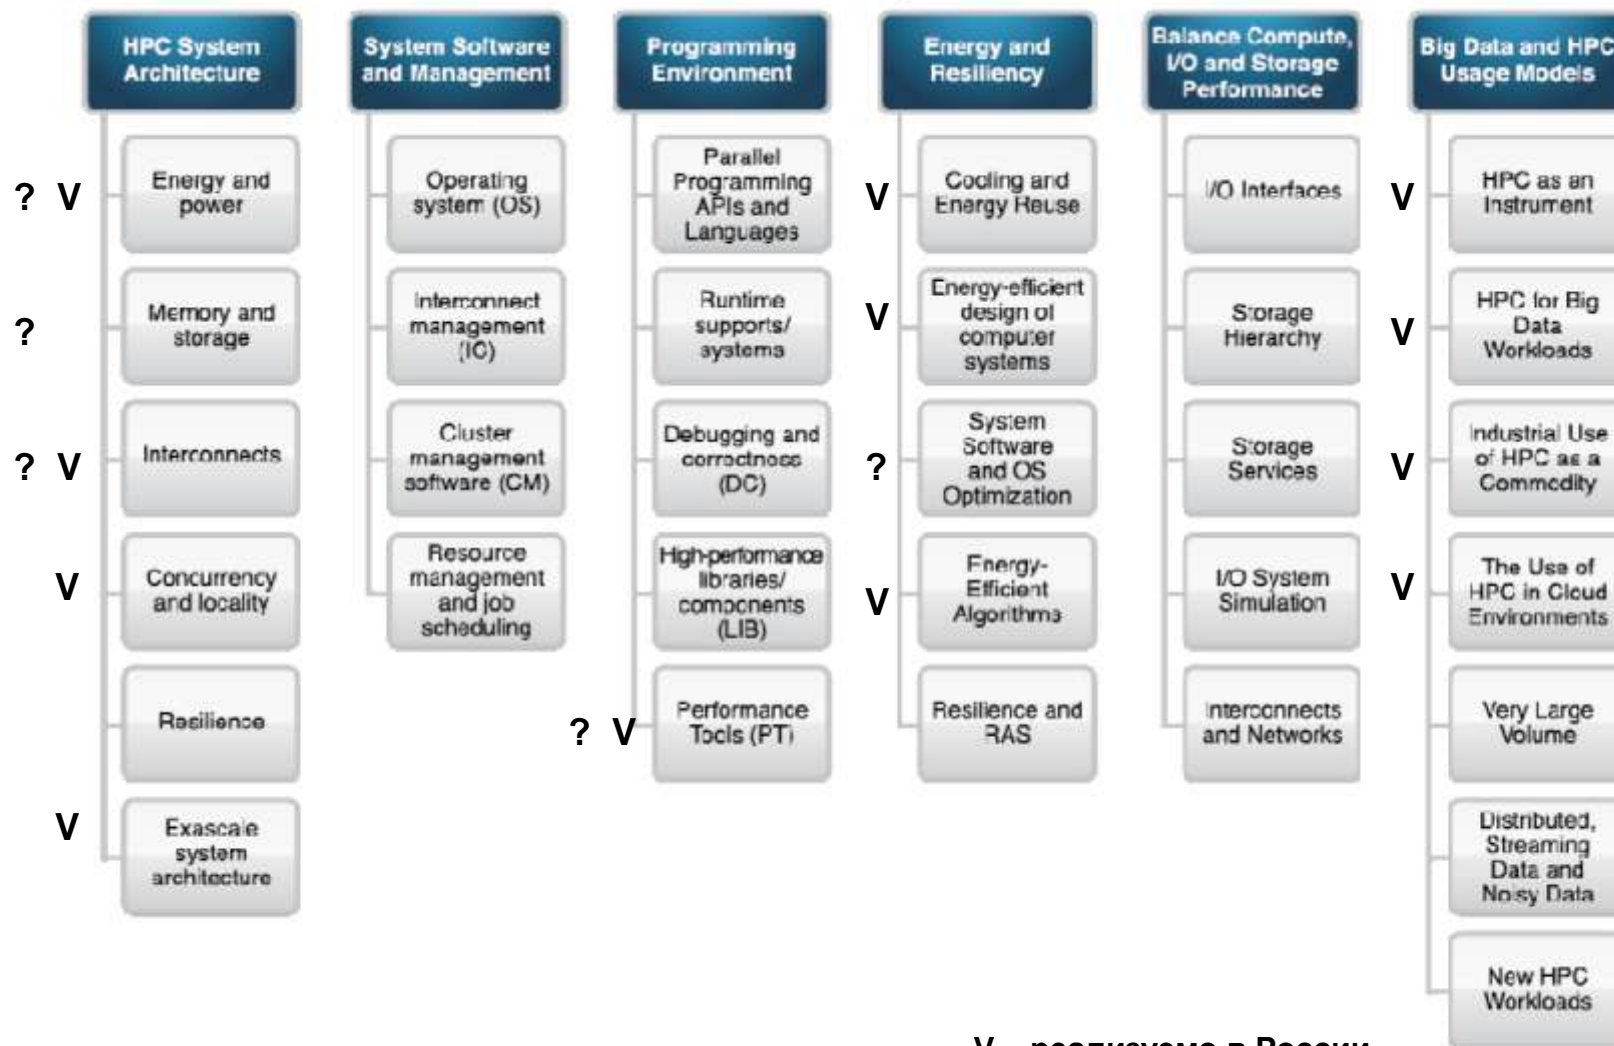 HPC System
Architecture
? V
Energy and
power
?
Memory and
storage
? V
Interconnects
V
Concurrency
and locality
Resilience
V
Exascale
system
architecture
System Software
and Management
Operating
system (OS)
Interconnect
management
(IC)
Cluster
management
software (CM)
Resource
management
and job
scheduling
Programming
Environment
Parallel
Programming
APIs and
Languages
Runtime
supports/
systems
Debugging and
correctness
(DC)
High-performance
libraries/
components
(LIB)
? V
Performance
Tools (PT)
Energy and
Resiliency
V
Cooling and
Energy Reuse
V
Energy-efficient
design of
computer
systems
?
System
Software
and OS
Optimization
V
Energy-
Efficient
Algorithms
Resilience and
RAS
Balance Compute,
I/O and Storage
Performance
I/O Interfaces
Storage
Hierarchy
Storage
Services
I/O System
Simulation
Interconnects
and Networks
Big Data and HPC
Usage Models
V
HPC as an
Instrument
V
HPC for Big
Data
Workloads
V
Industrial Use
of HPC as a
Commodity
V
The Use of
HPC in Cloud
Environments
Very Large
Volume
Distributed,
Streaming
Data and
Noisy Data
New HPC
Workloads
V – реализуемо в России